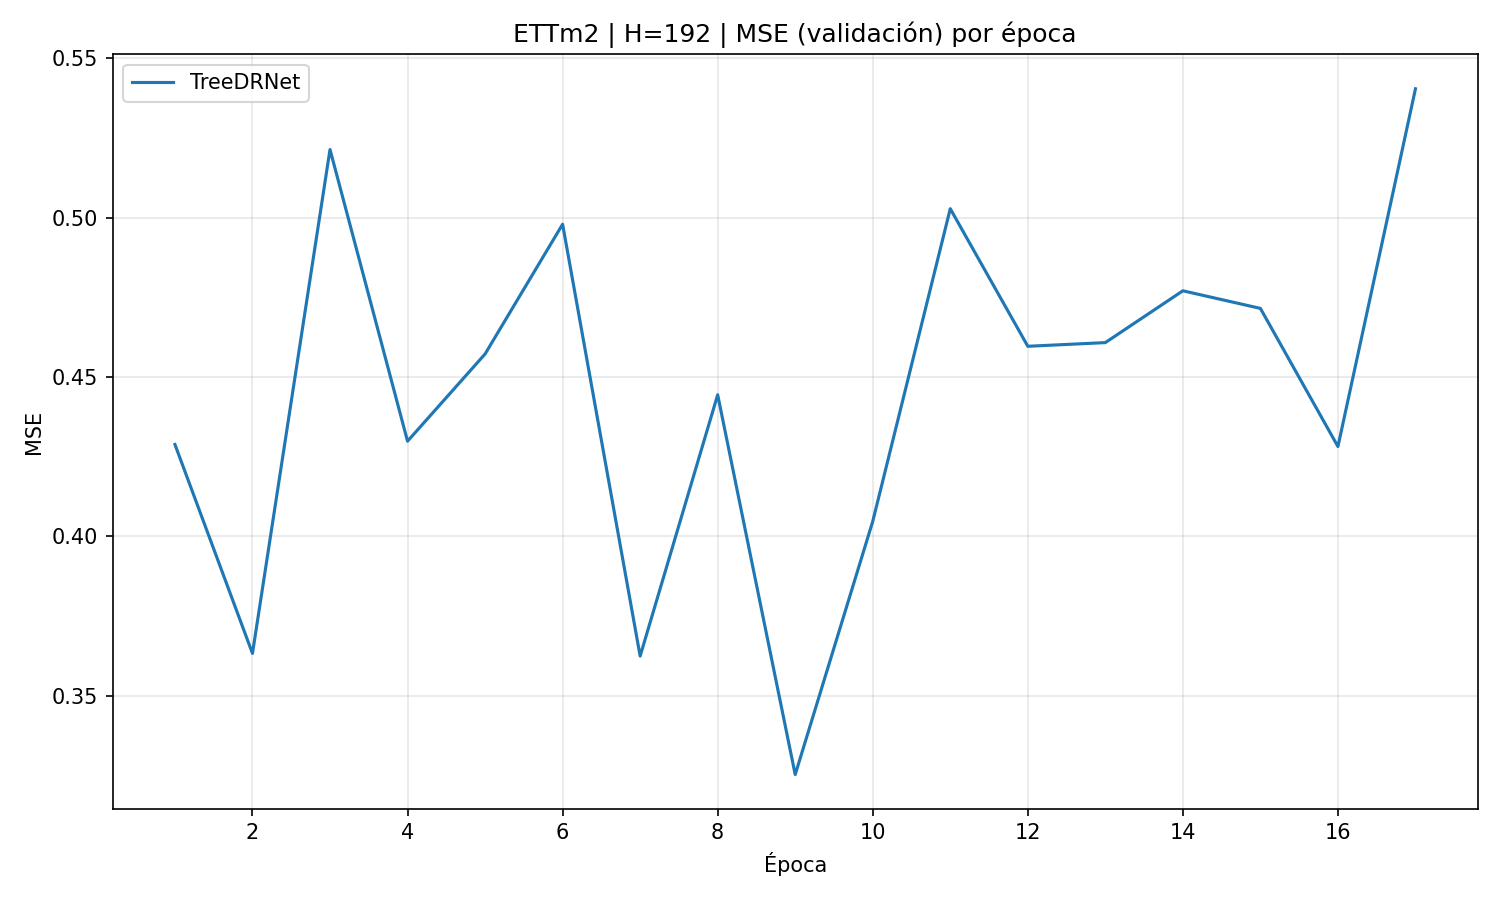 ETTm2 | H=192 | MSE (validación) por época
TreeDRNet
MSE
0.55
0.50
0.45
0.40
0.35
2 4 6 8 10 12 14 16
Época